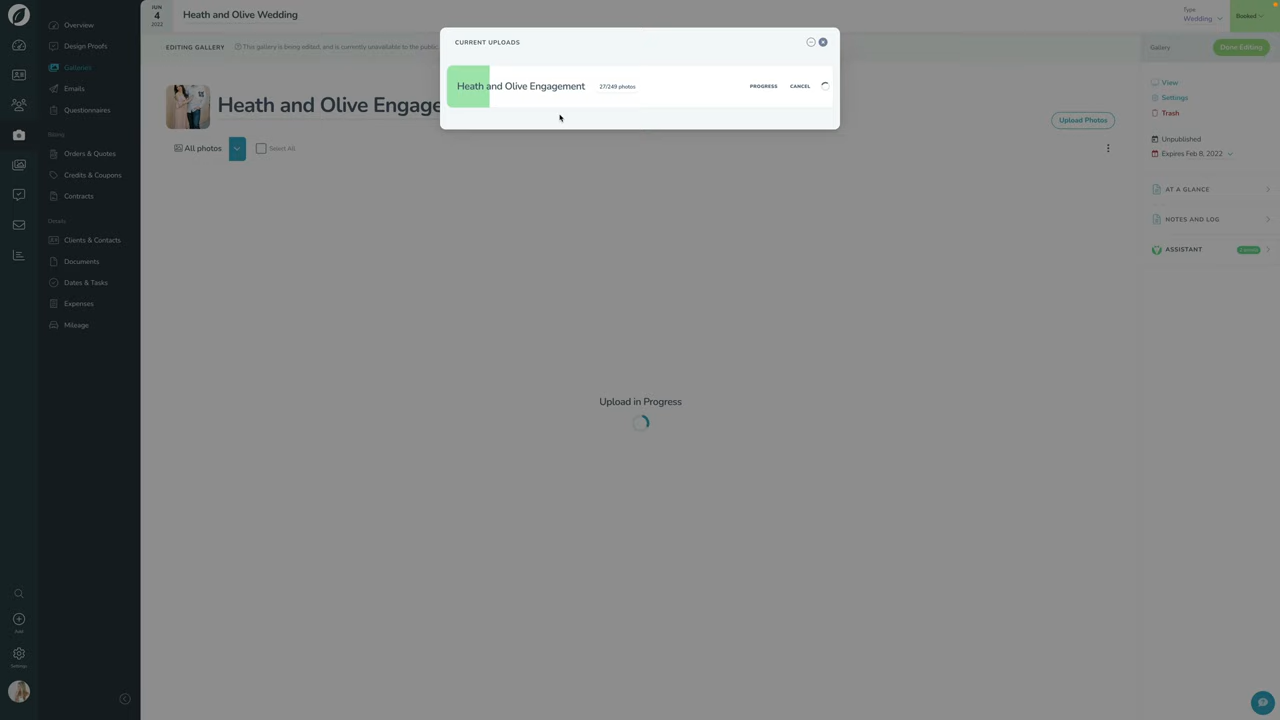 JUN
4
2022
Heath and Olive Wedding
Type
Wedding
Booked
Overview
Design Proofs
Galleries
Emails
Questionnaires
Billing
Orders & Quotes
Credits & Coupons
Contracts
Details
Clients & Contacts
Documents
Dates & Tasks
Expenses
Mileage
Add
Settings
EDITING GALLERY
This gallery is being edited, and is currently unavailable to the public.
Gallery
Done Editing
CURRENT UPLOADS
Heath and Olive Engagement
27/249 photos
PROGRESS
CANCEL
Heath and Olive Engage
Upload Photos
All photos
Select All
Upload in Progress
View
Settings
Trash
Unpublished
Expires Feb 8, 2022
AT A GLANCE
NOTES AND LOG
ASSISTANT